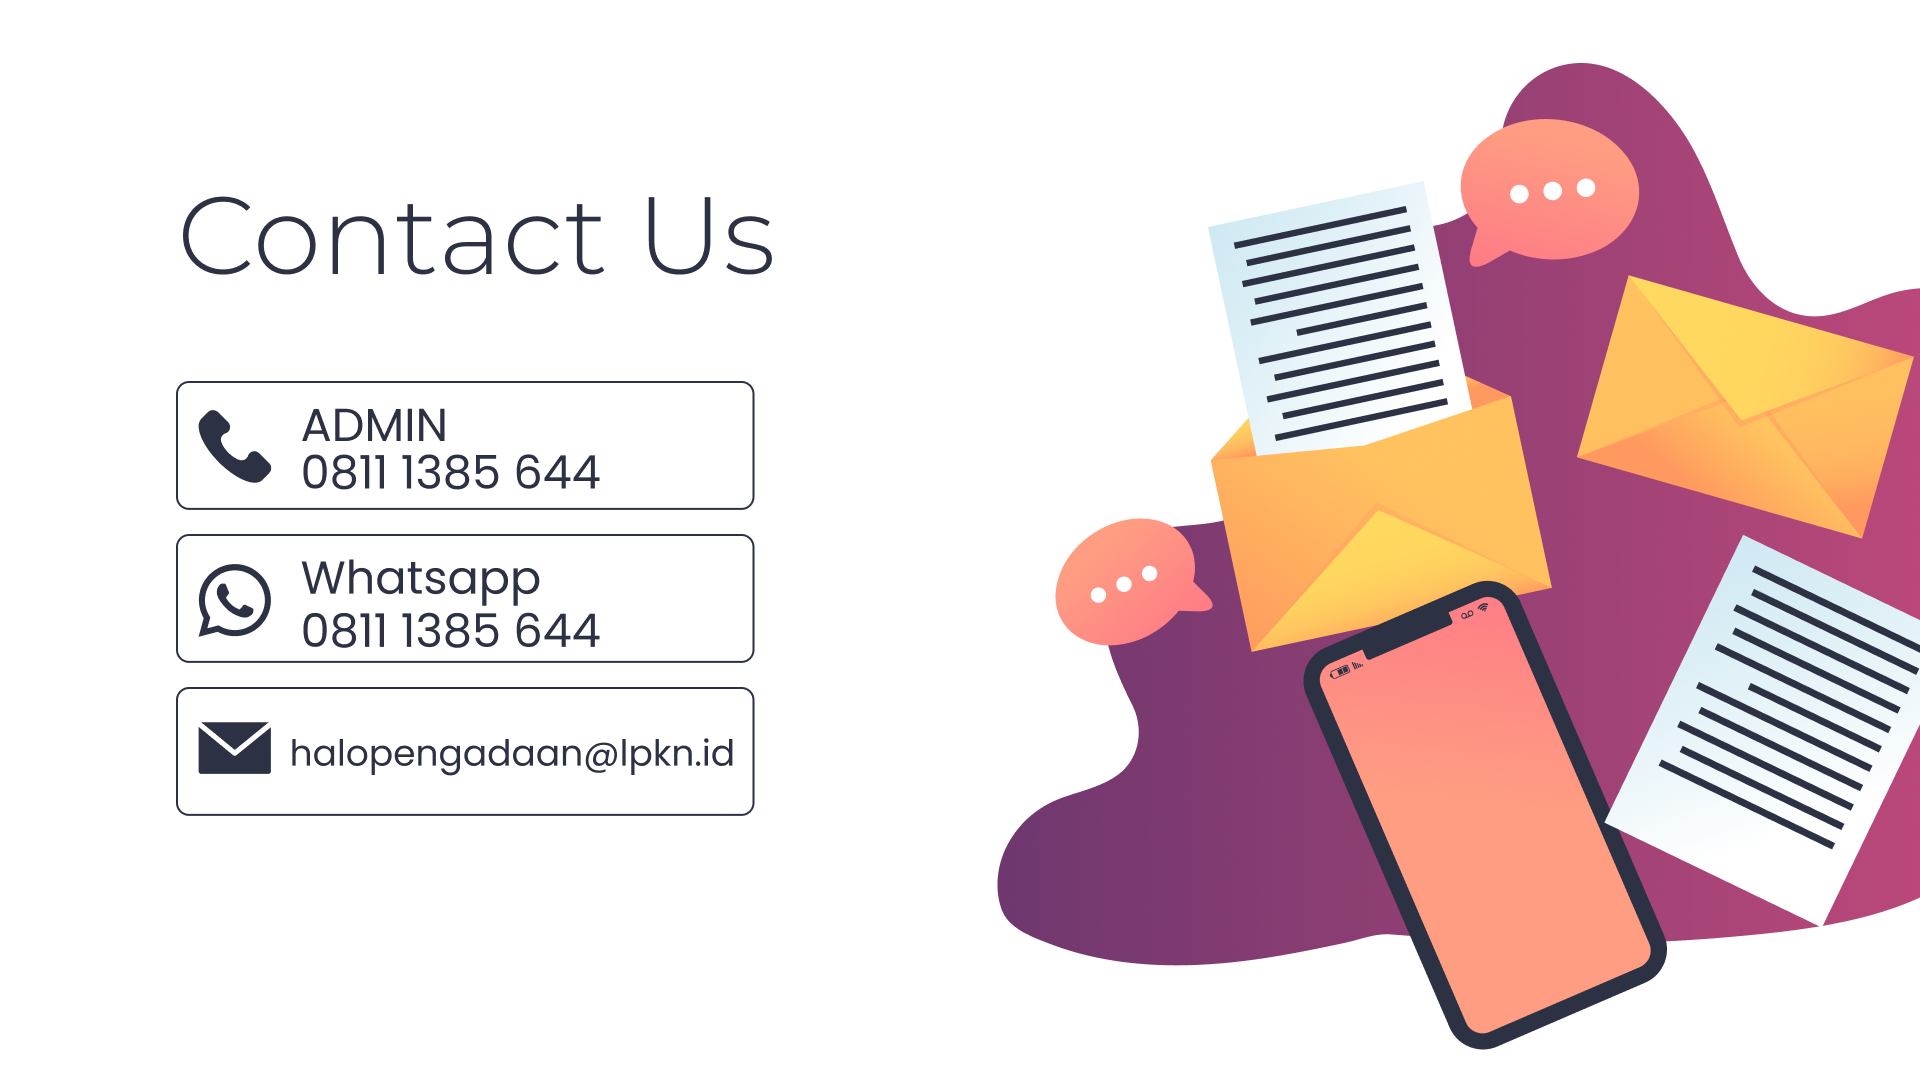 Contact Us
ADMIN
0811 1385 644
Whatsapp
0811 1385 644
halopengadaan@lpkn.id